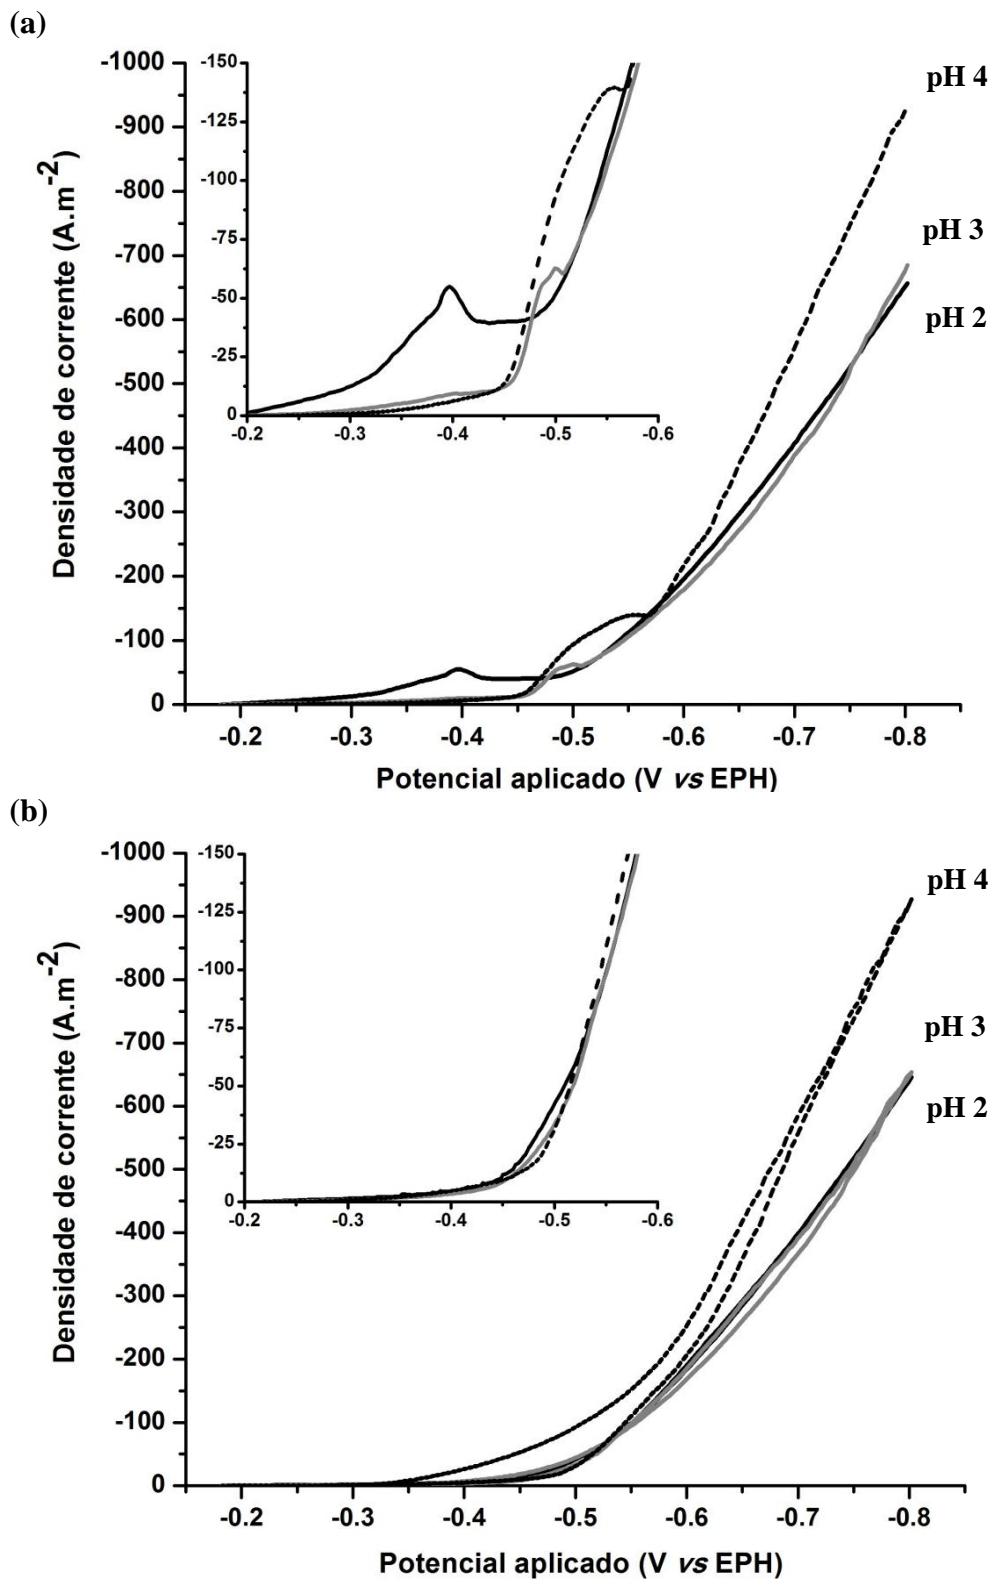 (a)
-1000
-900
-800
-700
-600
-500
-400
-300
-200
-100
0
Densidade de corrente (A.m-2)
-150
-125
-100
-75
-50
-25
0
-0.2 -0.3 -0.4 -0.5 -0.6
pH 4
pH 3
pH 2
-0.2 -0.3 -0.4 -0.5 -0.6 -0.7 -0.8
Potencial aplicado (V vs EPH)
(b)
-1000
-900
-800
-700
-600
-500
-400
-300
-200
-100
0
Densidade de corrente (A.m-2)
-150
-125
-100
-75
-50
-25
0
-0.2 -0.3 -0.4 -0.5 -0.6
pH 4
pH 3
pH 2
-0.2 -0.3 -0.4 -0.5 -0.6 -0.7 -0.8
Potencial aplicado (V vs EPH)